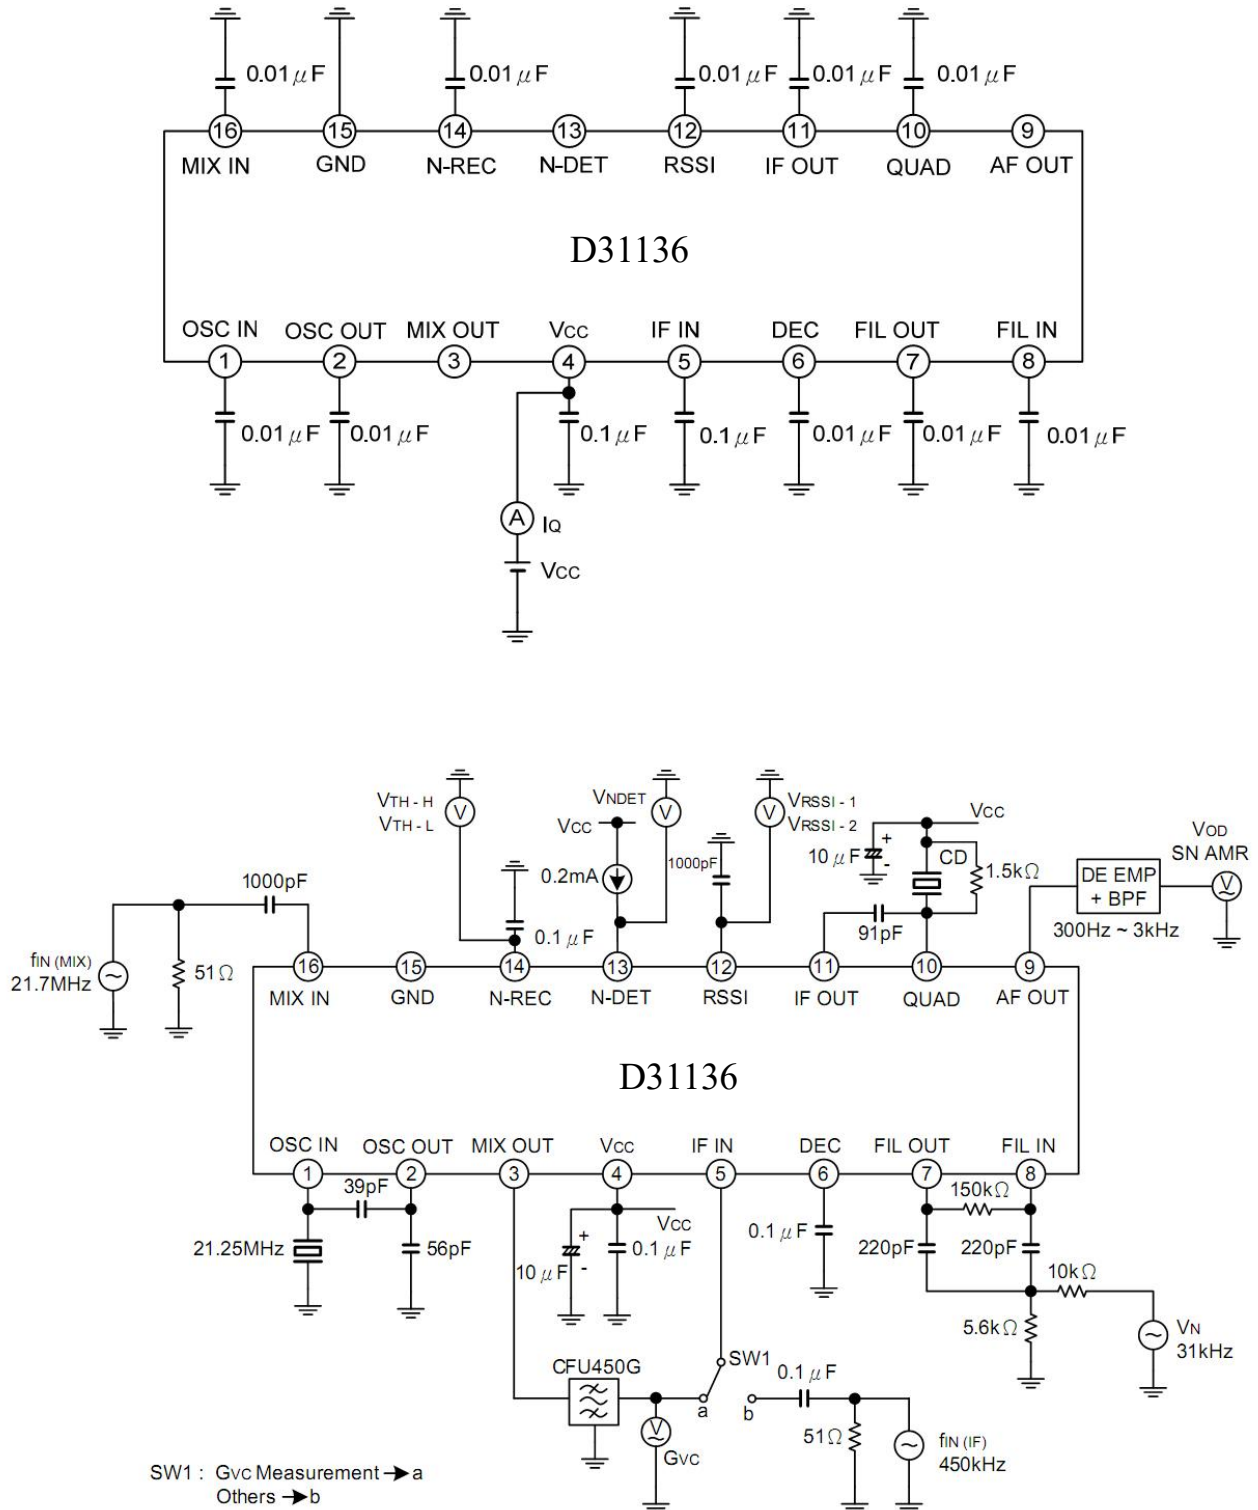 0.01μF 0.01μF 0.01μF 0.01μF 0.01μF
16 15 14 13 12 11 10 9
MIX IN GND N-REC N-DET RSSI IF OUT QUAD AF OUT
D31136
OSC IN OSC OUT MIX OUT VCC IF IN DEC FIL OUT FIL IN
1 2 3 4 5 6 7 8
0.01μF 0.01μF 0.1μF 0.1μF 0.01μF 0.01μF 0.01μF
A IQ
VCC
VTH-H
VTH-L
V
VNDET
V
VCC
0.2mA
0.1μF
V
VRSSI-1
VRSSI-2
1000pF
VCC
10μF
+
-
CD
1.5kΩ
91pF
VOD
SN AMR
DE EMP
+ BPF
300Hz ~ 3kHz
V
1000pF
fIN (MIX)
21.7MHz
51Ω
16 15 14 13 12 11 10 9
MIX IN GND N-REC N-DET RSSI IF OUT QUAD AF OUT
D31136
OSC IN OSC OUT MIX OUT VCC IF IN DEC FIL OUT FIL IN
1 2 3 4 5 6 7 8
39pF
21.25MHz
56pF
VCC
+
-
10μF
0.1μF
0.1μF
150kΩ
220pF 220pF
10kΩ
5.6kΩ
VN
31kHz
CFU450G
SW1
a b
0.1μF
V
GVC
51Ω
fIN (IF)
450kHz
SW1 : GVC Measurement → a
Others → b